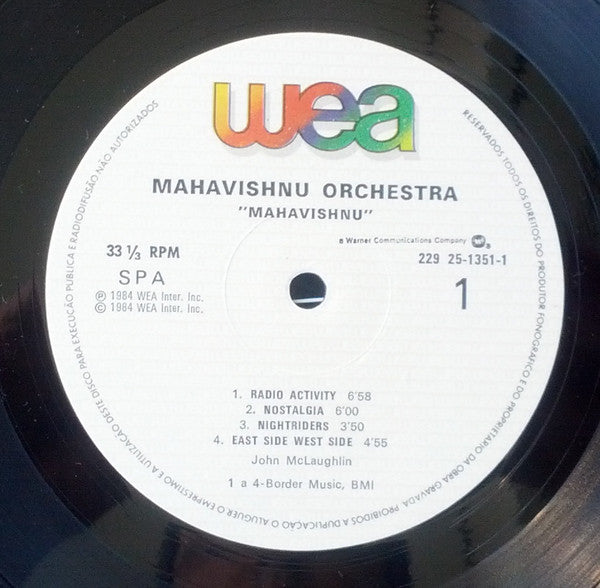 wea
MAHAVISHNU ORCHESTRA
"MAHAVISHNU"
33 1/3 RPM
SPA
Ⓟ 1984 WEA Inter. Inc.
© 1984 WEA Inter. Inc.
a Warner Communications Company
229 25-1351-1
1
1. RADIO ACTIVITY 6'58
2. NOSTALGIA 6'00
3. NIGHTRIDERS 3'50
4. EAST SIDE WEST SIDE 4'55
John McLaughlin
1 a 4-Border Music, BMI
RESERVADOS TODOS OS DIREITOS DO PRODUTOR FONOGRÁFICO E DO PROPRIETÁRIO DA OBRA GRAVADA. PROIBIDOS A DUPLICAÇÃO O ALUGUER O EMPRÉSTIMO E A UTILIZAÇÃO DESTE DISCO PARA EXECUÇÃO PÚBLICA E RADIODIFUSÃO NÃO AUTORIZADOS